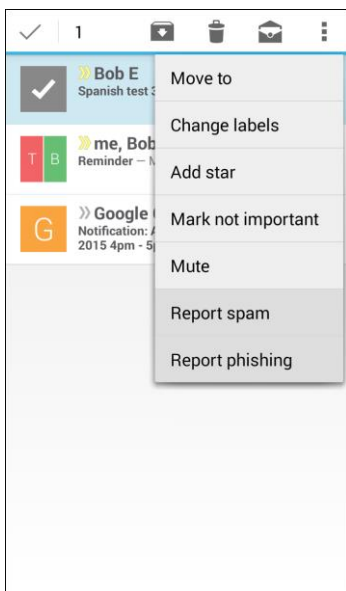 1
Bob E
Spanish test 3
me, Bob
Reminder –
T B
G
Google
Notification:
2015 4pm - 5p
Move to
Change labels
Add star
Mark not important
Mute
Report spam
Report phishing